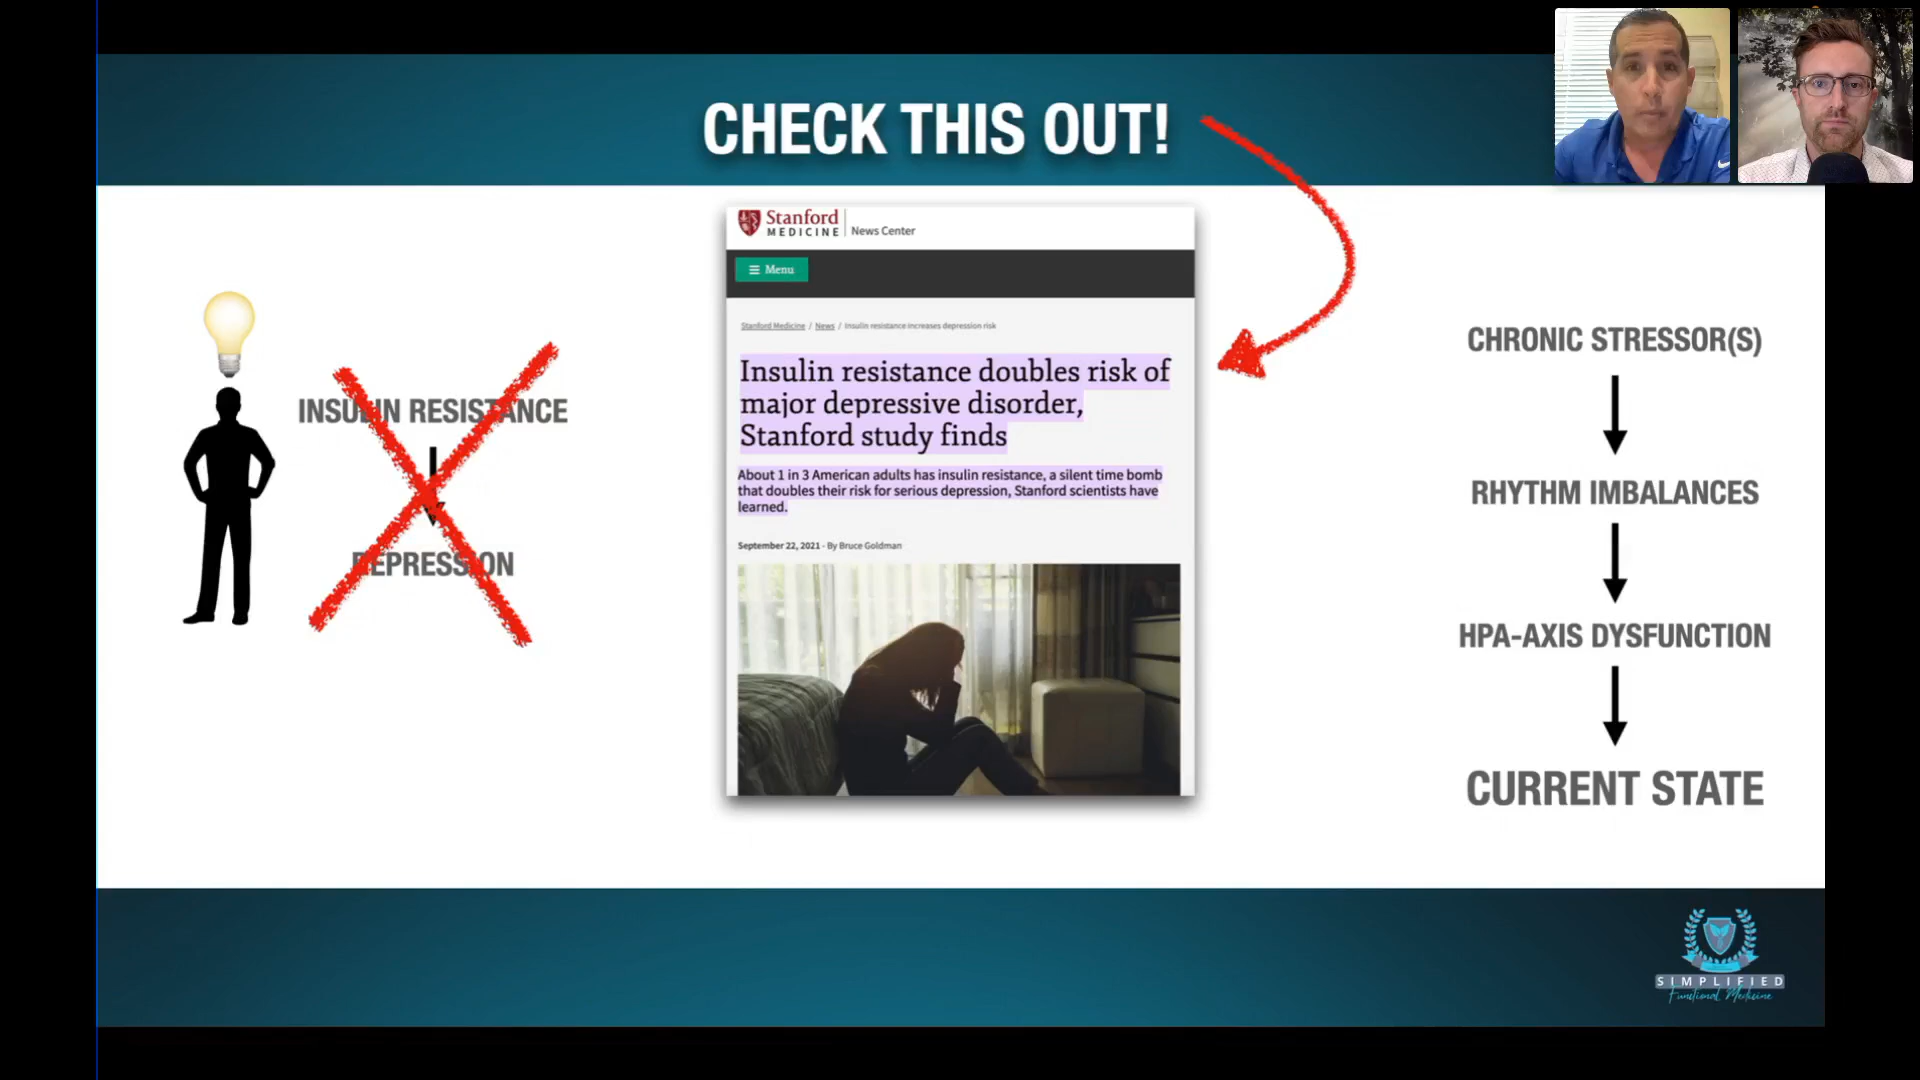 CHECK THIS OUT!
Stanford
MEDICINE
News Center
Menu
Stanford Medicine / News / Insulin resistance increases depression risk
Insulin resistance doubles risk of
major depressive disorder,
Stanford study finds
About 1 in 3 American adults has insulin resistance, a silent time bomb
that doubles their risk for serious depression, Stanford scientists have
learned.
September 22, 2021 - By Bruce Goldman
INSULIN RESISTANCE
DEPRESSION
CHRONIC STRESSOR(S)
RHYTHM IMBALANCES
HPA-AXIS DYSFUNCTION
CURRENT STATE
SIMPLIFIED
Functional Medicine